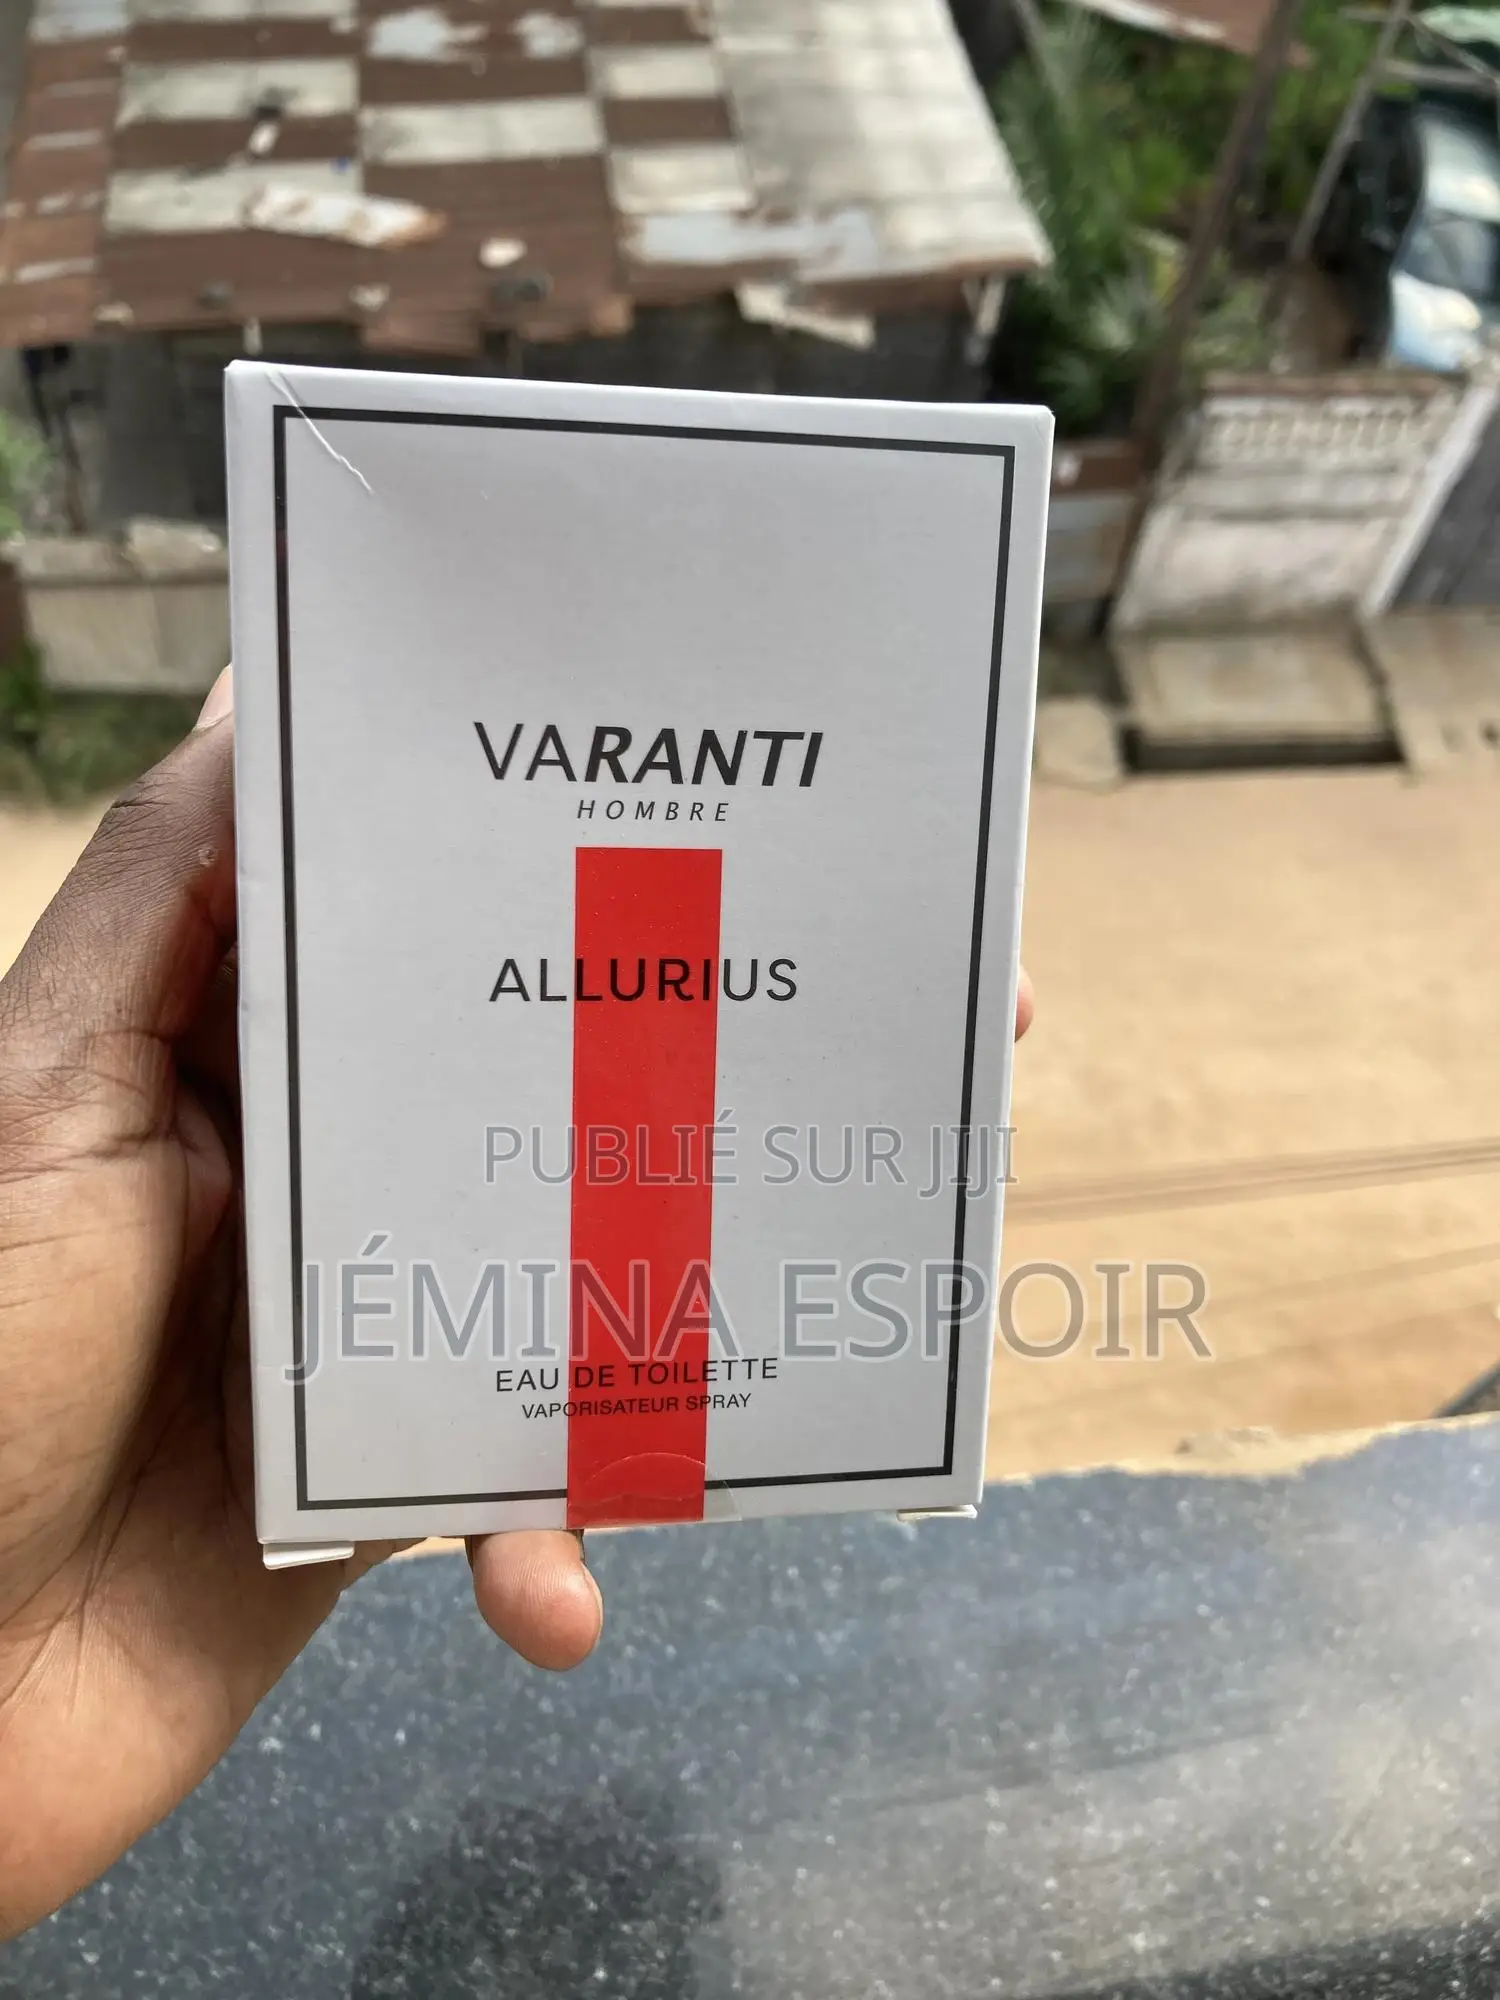 VARANTI
HOMBRE
ALLURIUS
PUBLIÉ SUR JIJI
JÉMINA ESPOIR
EAU DE TOILETTE
VAPORISATEUR SPRAY